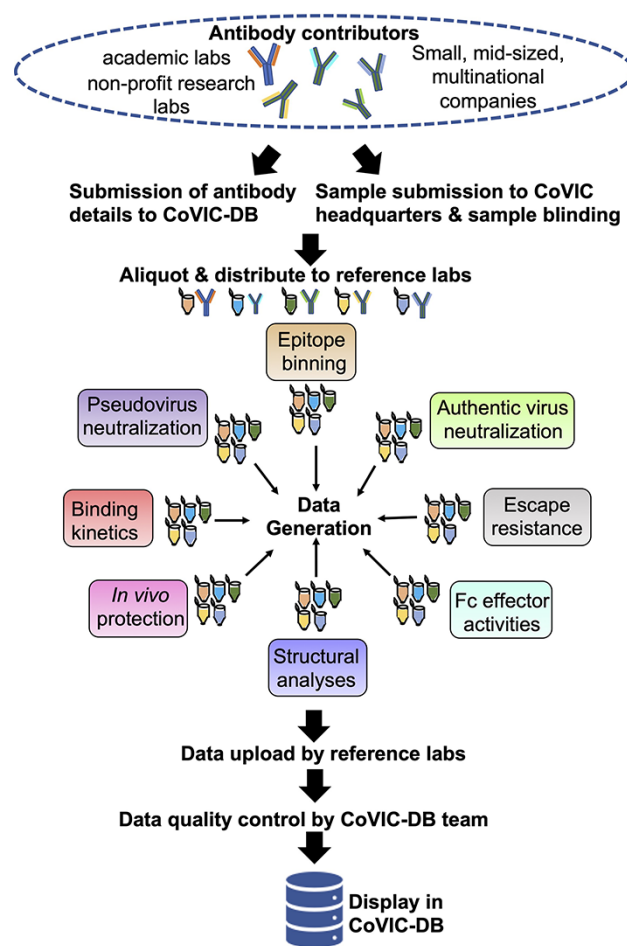 Antibody contributors
academic labs
non-profit research
labs
Small, mid-sized,
multinational
companies
Submission of antibody
details to CoVIC-DB
Sample submission to CoVIC
headquarters & sample blinding
Aliquot & distribute to reference labs
Epitope
binning
Pseudovirus
neutralization
Authentic virus
neutralization
Binding
kinetics
Data
Generation
Escape
resistance
In vivo
protection
Fc effector
activities
Structural
analyses
Data upload by reference labs
Data quality control by CoVIC-DB team
Display in
CoVIC-DB